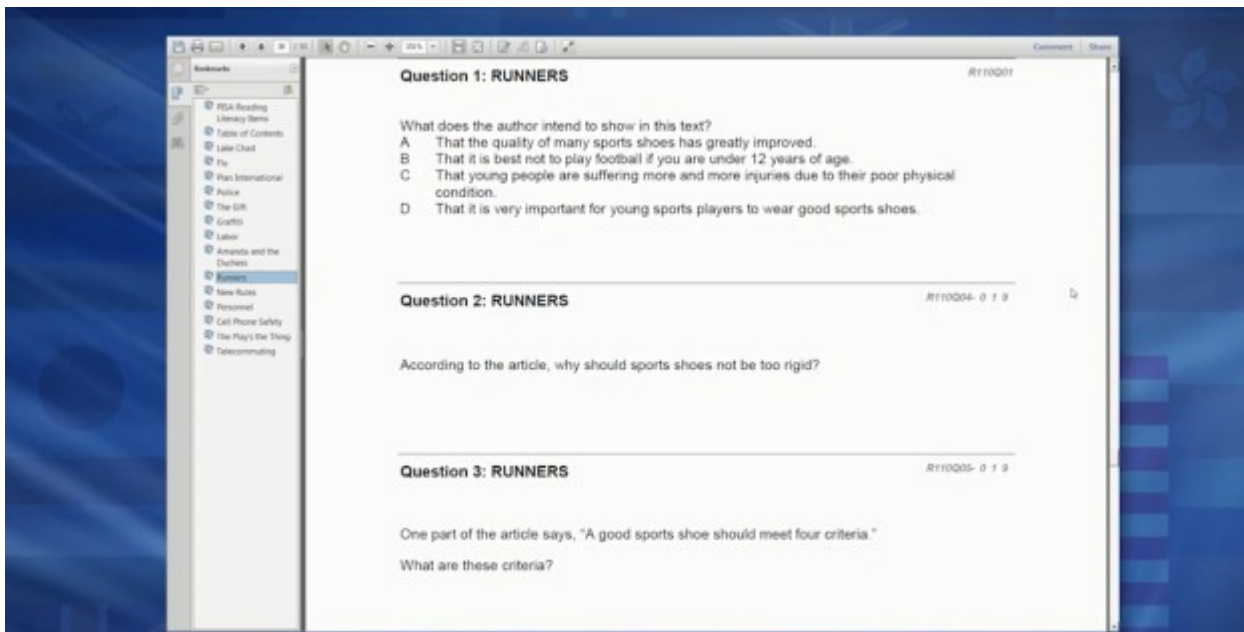 Comment Share
Bookmarks
PISA Reading
Literacy Items
Table of Contents
Lake Chad
Flu
Plan International
Police
The Gift
Graffiti
Labor
Amanda and the
Duchess
Runners
New Rules
Personnel
Cell Phone Safety
The Play's the Thing
Telecommuting
Question 1: RUNNERS R110Q01
What does the author intend to show in this text?
A That the quality of many sports shoes has greatly improved.
B That it is best not to play football if you are under 12 years of age.
C That young people are suffering more and more injuries due to their poor physical
condition.
D That it is very important for young sports players to wear good sports shoes.
Question 2: RUNNERS R110Q04- 0 1 9
According to the article, why should sports shoes not be too rigid?
Question 3: RUNNERS R110Q05- 0 1 9
One part of the article says, "A good sports shoe should meet four criteria."
What are these criteria?